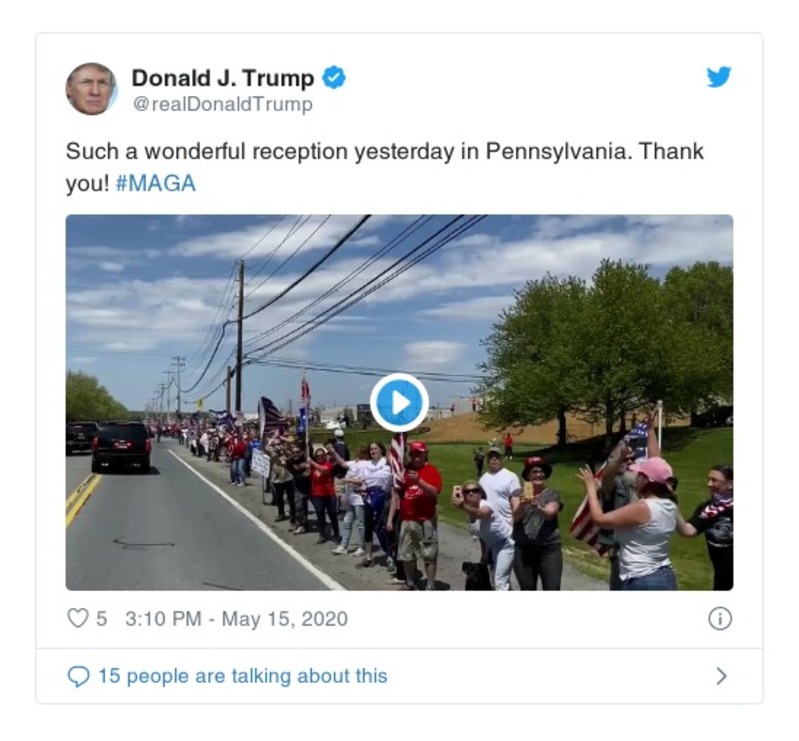 Donald J. Trump
@realDonaldTrump
Such a wonderful reception yesterday in Pennsylvania. Thank
you! #MAGA
5 3:10 PM - May 15, 2020
15 people are talking about this